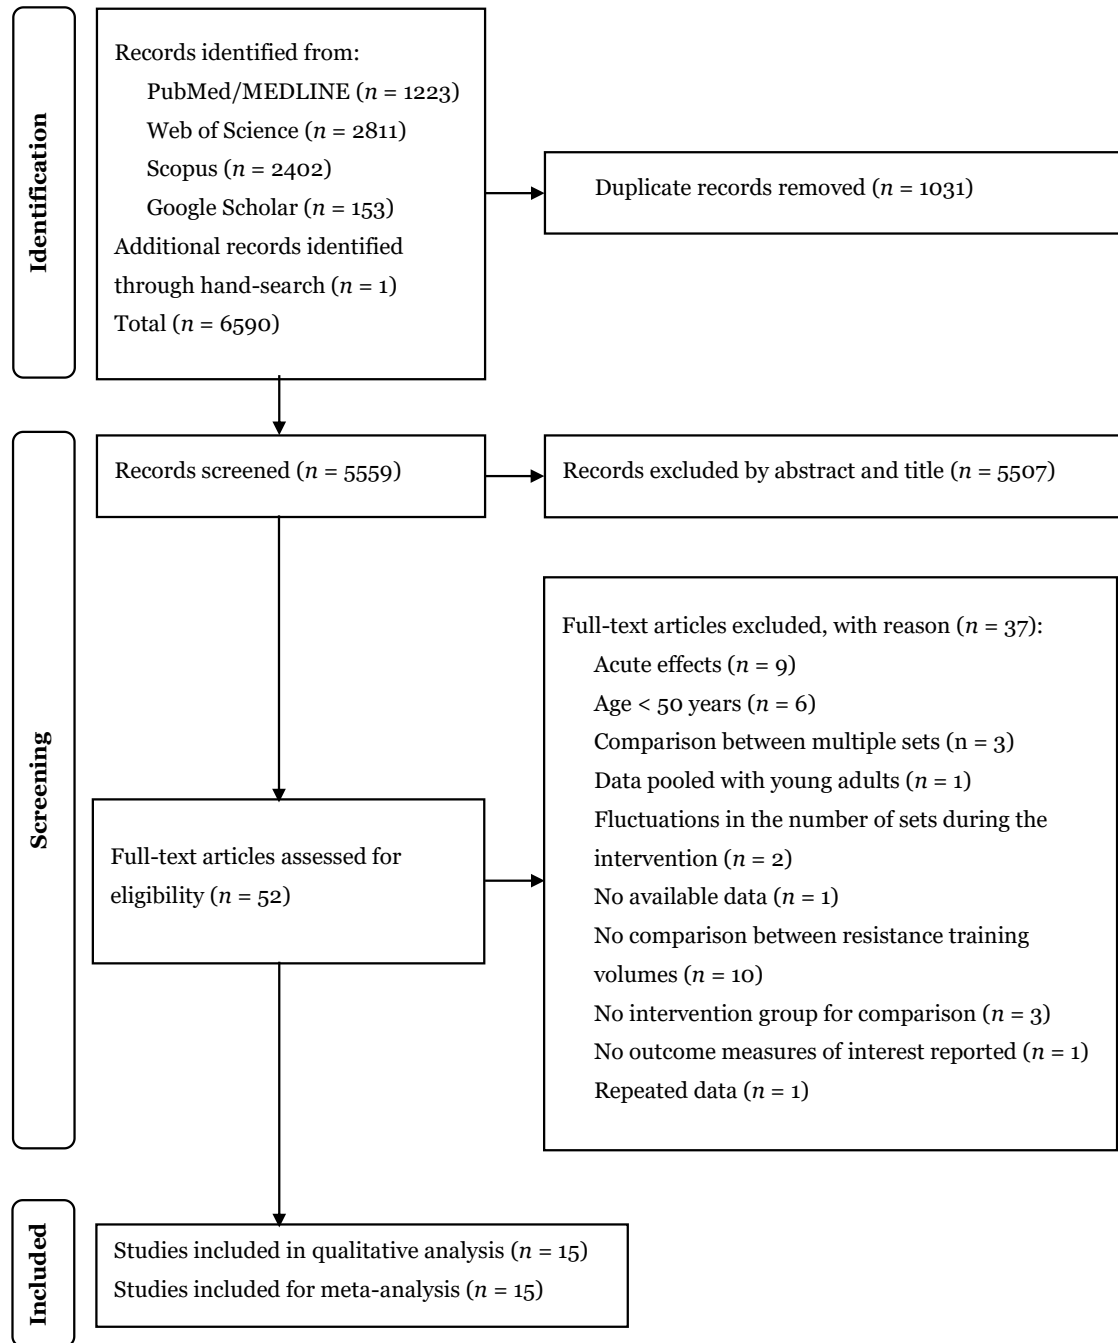 Identification
Records identified from:
PubMed/MEDLINE (n = 1223)
Web of Science (n = 2811)
Scopus (n = 2402)
Google Scholar (n = 153)
Additional records identified
through hand-search (n = 1)
Total (n = 6590)
Duplicate records removed (n = 1031)
Screening
Records screened (n = 5559)
Records excluded by abstract and title (n = 5507)
Full-text articles assessed for
eligibility (n = 52)
Full-text articles excluded, with reason (n = 37):
Acute effects (n = 9)
Age < 50 years (n = 6)
Comparison between multiple sets (n = 3)
Data pooled with young adults (n = 1)
Fluctuations in the number of sets during the
intervention (n = 2)
No available data (n = 1)
No comparison between resistance training
volumes (n = 10)
No intervention group for comparison (n = 3)
No outcome measures of interest reported (n = 1)
Repeated data (n = 1)
Included
Studies included in qualitative analysis (n = 15)
Studies included for meta-analysis (n = 15)